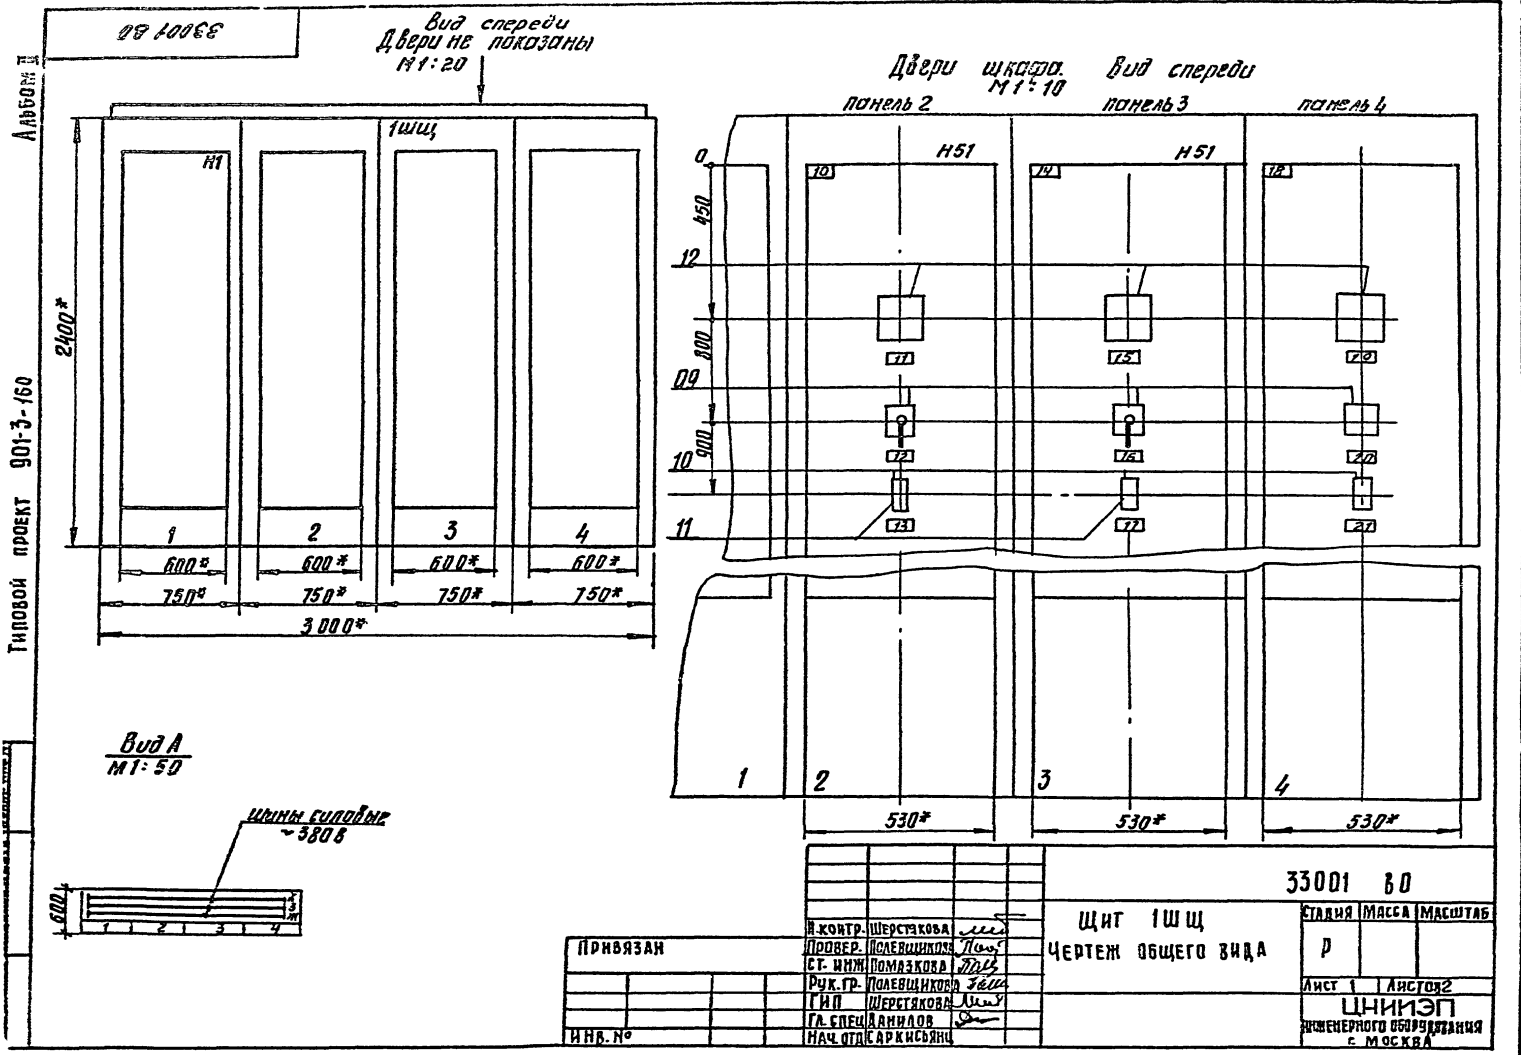 33001 ВО
Альбом II
Типовой проект 901-3-160
Вид спереди
Двери не показаны
М1:20
1ШЩ
Н1
2400*
1 2 3 4
600* 600* 600* 600*
750* 750* 750* 750*
3000*
Двери шкафа. Вид спереди
М1:10
панель 2 панель 3 панель 4
0
Н51 Н51
10 14 18
450
12
11 15
800
09
900
12 16 20
10
13 17 21
11
1 2 3 4
530* 530* 530*
Вид А
М1:50
шины силовые
~380в
600
З
Ж
1 2 3 4
Привязан
Инв. №
Н.контр. Шерстякова
Провер. Полевщикова
Ст. инж Помазкова
Рук.гр. Полевщикова
ГИП Шерстякова
Гл. спец Данилов
Нач. отд Саркисьянц
33001 ВО
Щит 1ШЩ
Чертеж общего вида
Стадия Масса Масштаб
Р
Лист 1 Листов 2
ЦНИИЭП
инженерного оборудования
г. Москва